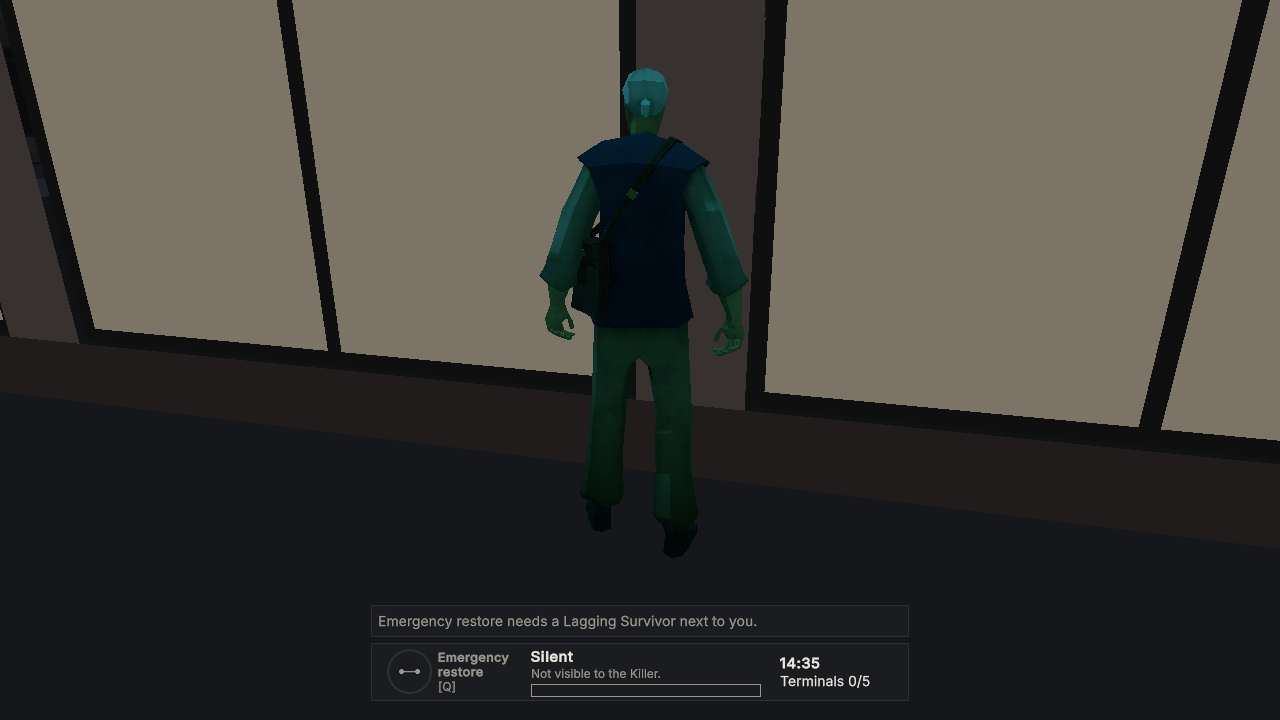 Emergency restore needs a Lagging Survivor next to you.
Emergency
restore
[Q]
Silent
Not visible to the Killer.
14:35
Terminals 0/5